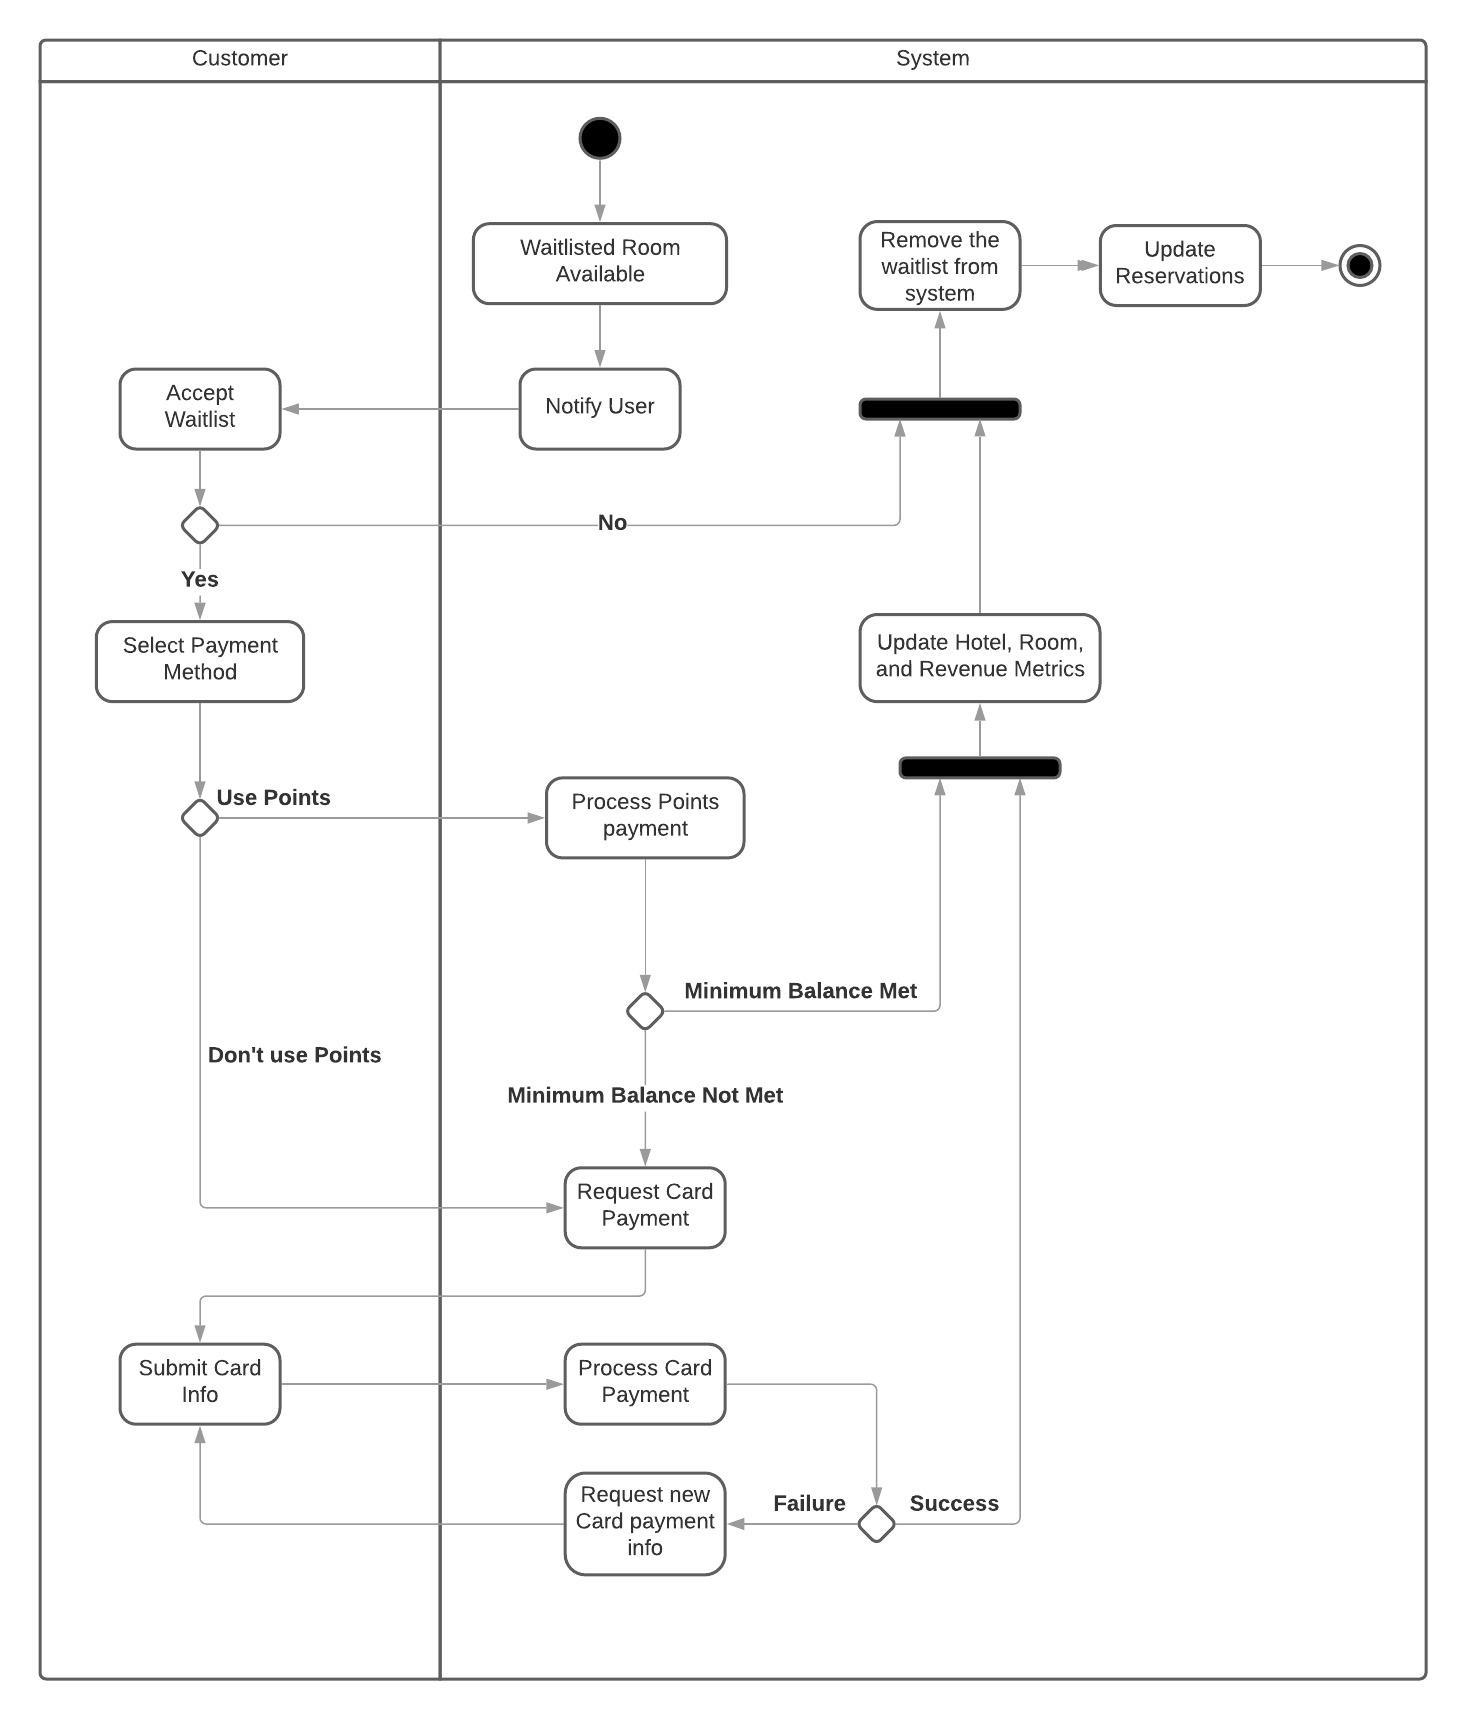 Customer
System
Waitlisted Room
Available
Remove the
waitlist from
system
Update
Reservations
Accept
Waitlist
Notify User
No
Yes
Select Payment
Method
Update Hotel, Room,
and Revenue Metrics
Use Points
Process Points
payment
Minimum Balance Met
Don't use Points
Minimum Balance Not Met
Request Card
Payment
Submit Card
Info
Process Card
Payment
Request new
Card payment
info
Failure
Success